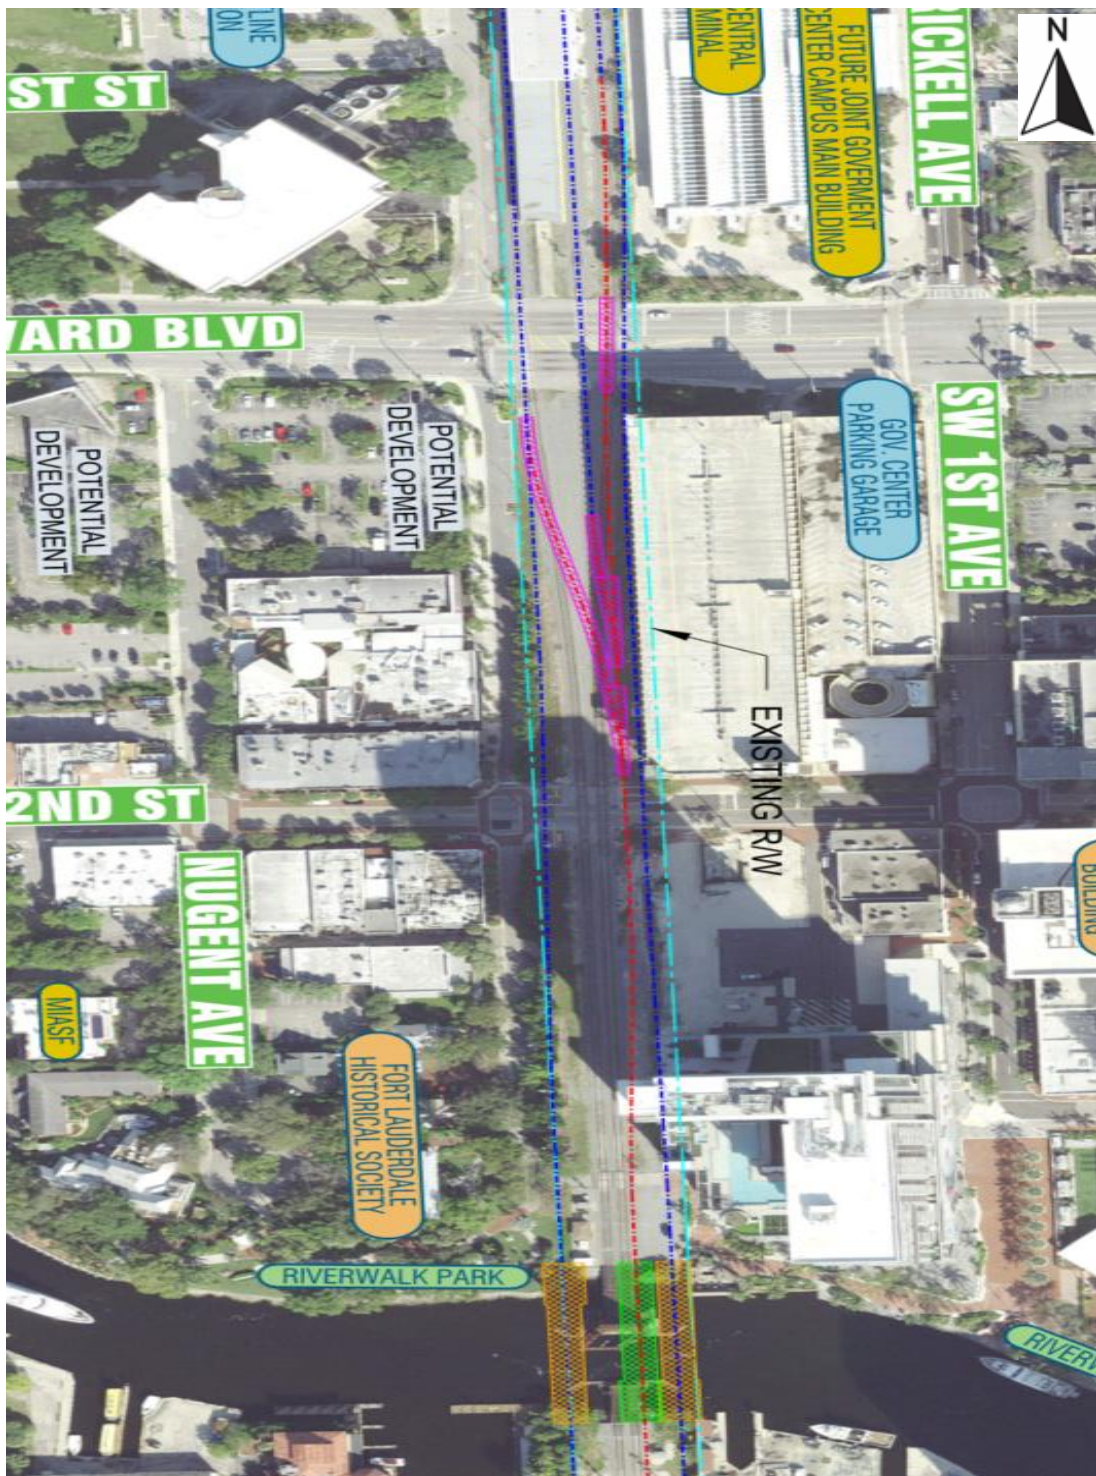 LINE
ON
CENTRAL
MINAL
FUTURE JOINT GOVERMENT
CENTER CAMPUS MAIN BUILDING
RICKELL AVE
N
ST ST
VARD BLVD
POTENTIAL
DEVELOPMENT
POTENTIAL
DEVELOPMENT
GOV. CENTER
PARKING GARAGE
SW 1ST AVE
EXISTING R/W
2ND ST
NUGENT AVE
BUILDING
MIASF
FORT LAUDERDALE
HISTORICAL SOCIETY
RIVERWALK PARK
RIVERW